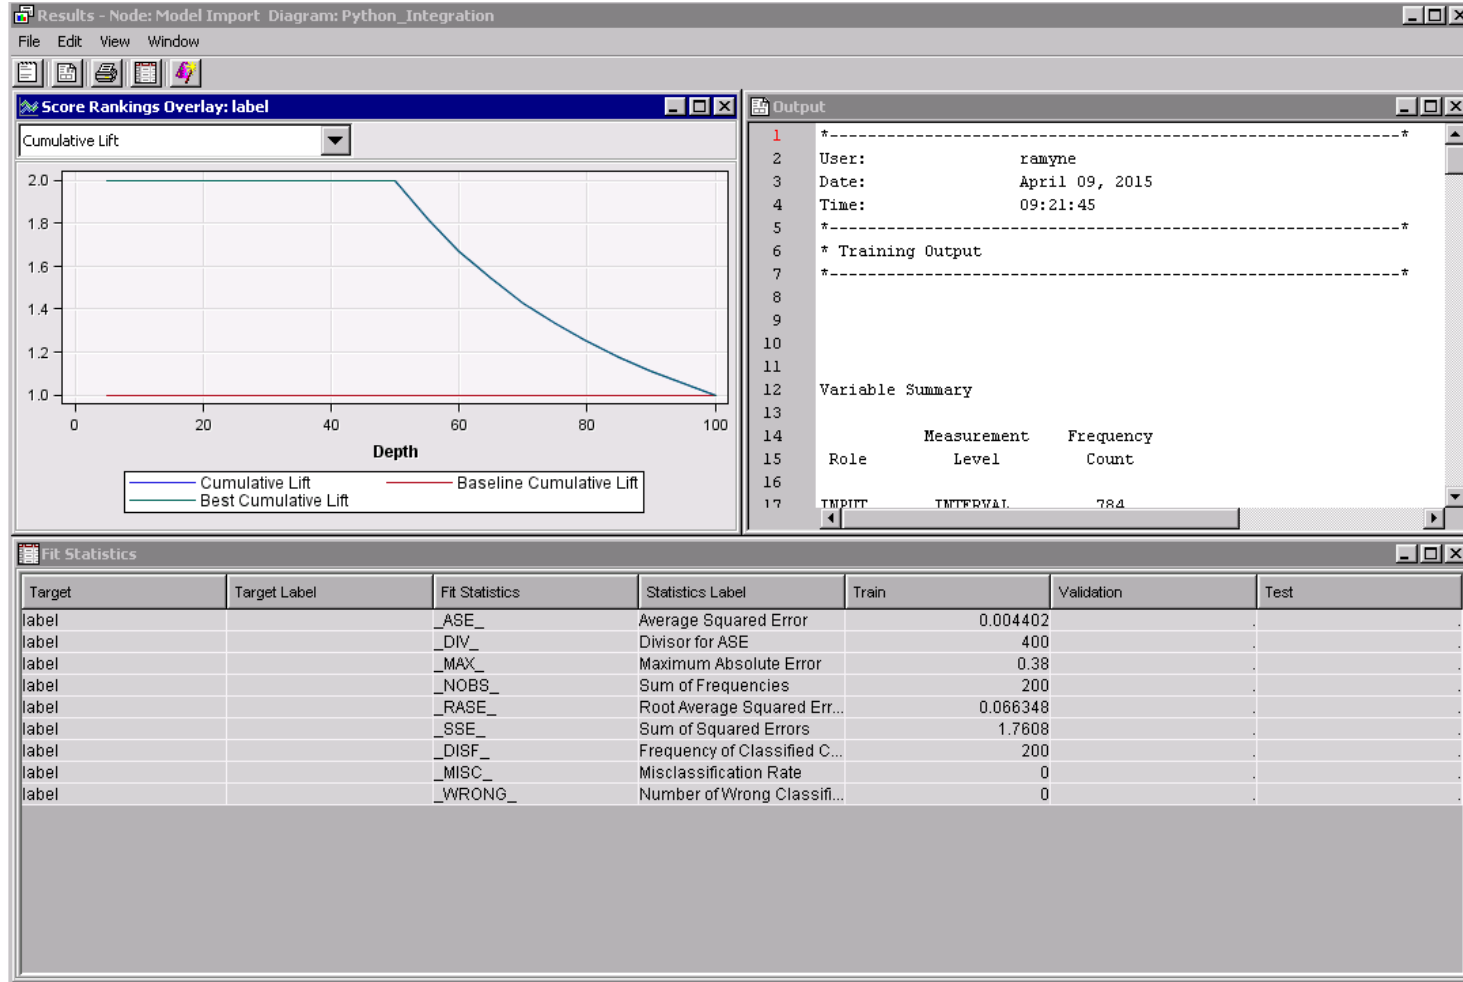 Results - Node: Model Import Diagram: Python_Integration
File Edit View Window
Score Rankings Overlay: label
Cumulative Lift
2.0
1.8
1.6
1.4
1.2
1.0
0 20 40 60 80 100
Depth
Cumulative Lift Baseline Cumulative Lift
Best Cumulative Lift
Output
1 *------------------------------------------------------------*
2 User: ramyne
3 Date: April 09, 2015
4 Time: 09:21:45
5 *------------------------------------------------------------*
6 * Training Output
7 *------------------------------------------------------------*
8
9
10
11
12 Variable Summary
13
14 Measurement Frequency
15 Role Level Count
16
17 INPUT INTERVAL 784
Fit Statistics
Target Target Label Fit Statistics Statistics Label Train Validation Test
label _ASE_ Average Squared Error 0.004402 . .
label _DIV_ Divisor for ASE 400 . .
label _MAX_ Maximum Absolute Error 0.38 . .
label _NOBS_ Sum of Frequencies 200 . .
label _RASE_ Root Average Squared Err... 0.066348 . .
label _SSE_ Sum of Squared Errors 1.7608 . .
label _DISF_ Frequency of Classified C... 200 . .
label _MISC_ Misclassification Rate 0 . .
label _WRONG_ Number of Wrong Classifi... 0 . .